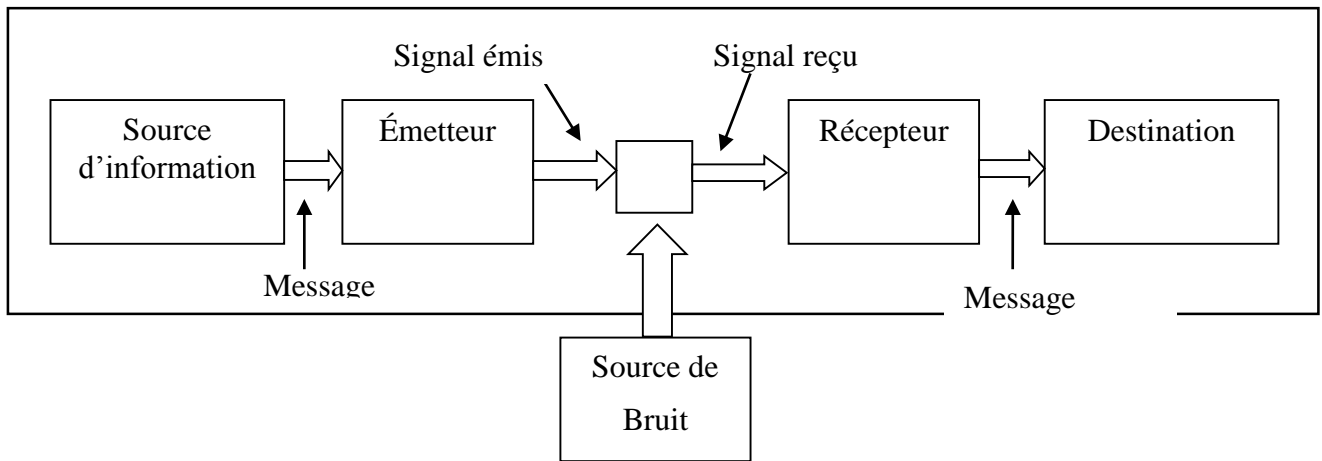 Signal émis
Signal reçu
Source
d’information
Émetteur
Récepteur
Destination
Message
Message
Source de
Bruit